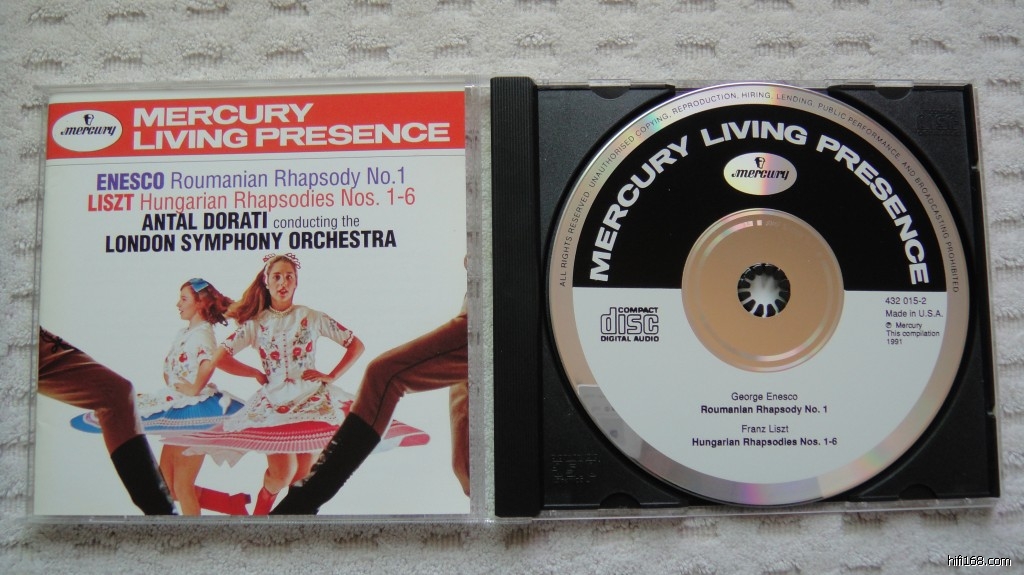 mercury
MERCURY
LIVING PRESENCE
ENESCO Roumanian Rhapsody No.1
LISZT Hungarian Rhapsodies Nos. 1-6
ANTAL DORATI conducting the
LONDON SYMPHONY ORCHESTRA
ALL RIGHTS RESERVED. UNAUTHORISED COPYING, REPRODUCTION, HIRING, LENDING, PUBLIC PERFORMANCE AND BROADCASTING PROHIBITED
MERCURY LIVING PRESENCE
mercury
COMPACT
disc
DIGITAL AUDIO
432 015-2
Made in U.S.A.
℗ Mercury
This compilation
1991
George Enesco
Roumanian Rhapsody No. 1
Franz Liszt
Hungarian Rhapsodies Nos. 1-6
hifi168.com